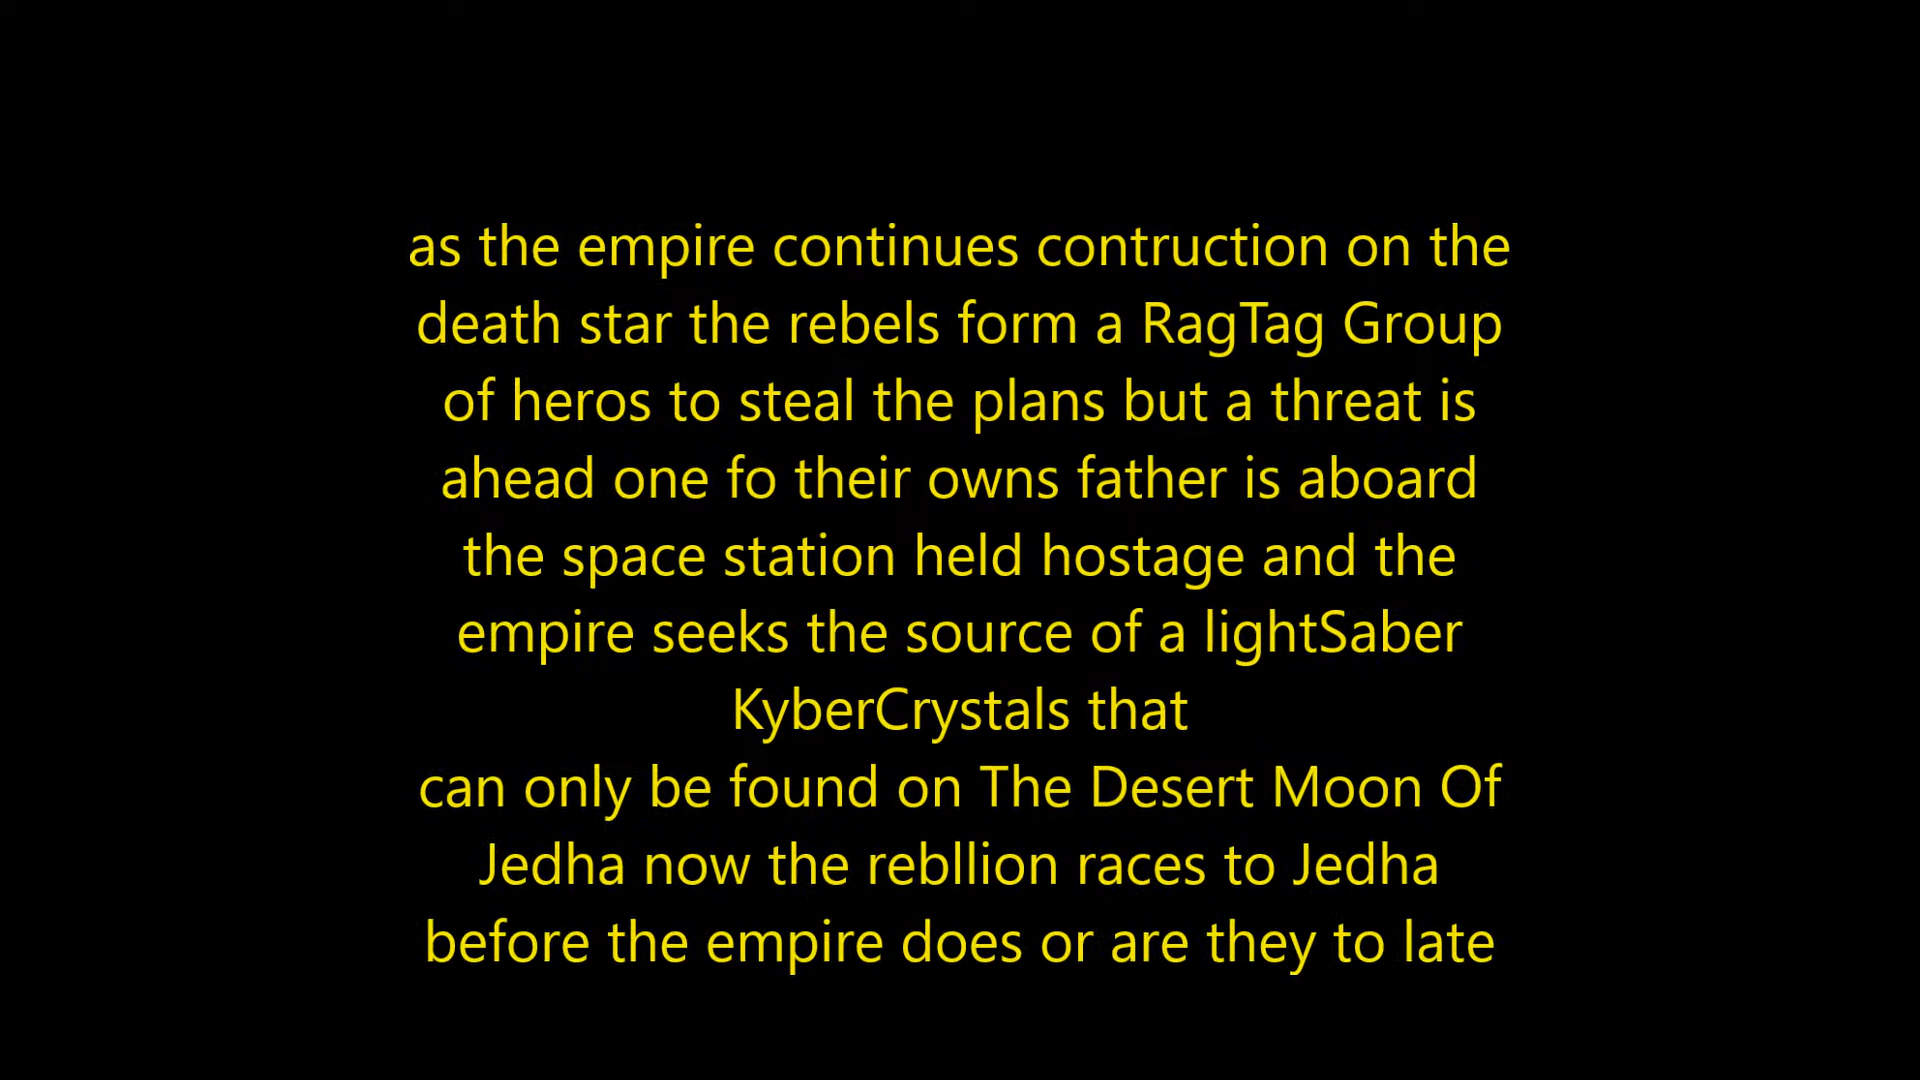 as the empire continues contruction on the
death star the rebels form a RagTag Group
of heros to steal the plans but a threat is
ahead one fo their owns father is aboard
the space station held hostage and the
empire seeks the source of a lightSaber
KyberCrystals that
can only be found on The Desert Moon Of
Jedha now the rebllion races to Jedha
before the empire does or are they to late